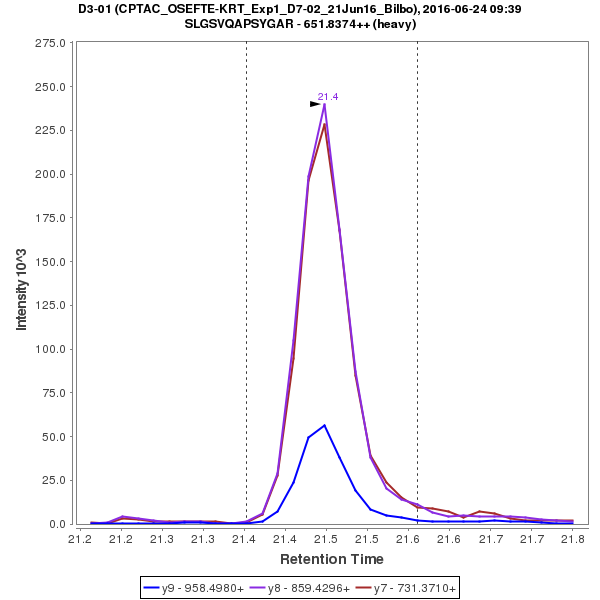 D3-01 (CPTAC_OSEFTE-KRT_Exp1_D7-02_21Jun16_Bilbo), 2016-06-24 09:39
SLGSVQAPSYGAR - 651.8374++ (heavy)
275.0
250.0
225.0
200.0
175.0
150.0
125.0
100.0
75.0
50.0
25.0
0.0
Intensity 10^3
21.4
21.2 21.2 21.3 21.3 21.4 21.4 21.5 21.5 21.6 21.6 21.7 21.7 21.8
Retention Time
y9 - 958.4980+ y8 - 859.4296+ y7 - 731.3710+